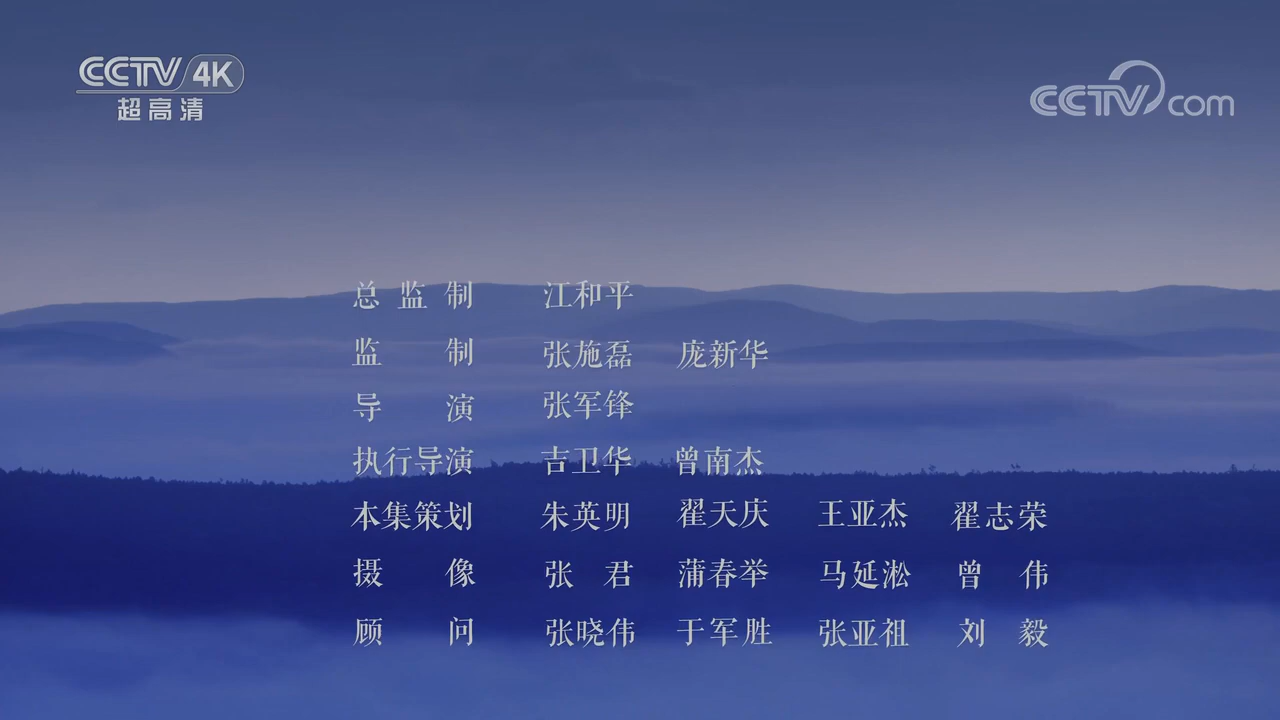 CCTV/4K
超高清
CCTV com
总监制 江和平
监制 张施磊 庞新华
导演 张军锋
执行导演 吉卫华 曾南杰
本集策划 朱英明 翟天庆 王亚杰 翟志荣
摄像 张君 蒲春举 马延淞 曾伟
顾问 张晓伟 于军胜 张亚祖 刘毅